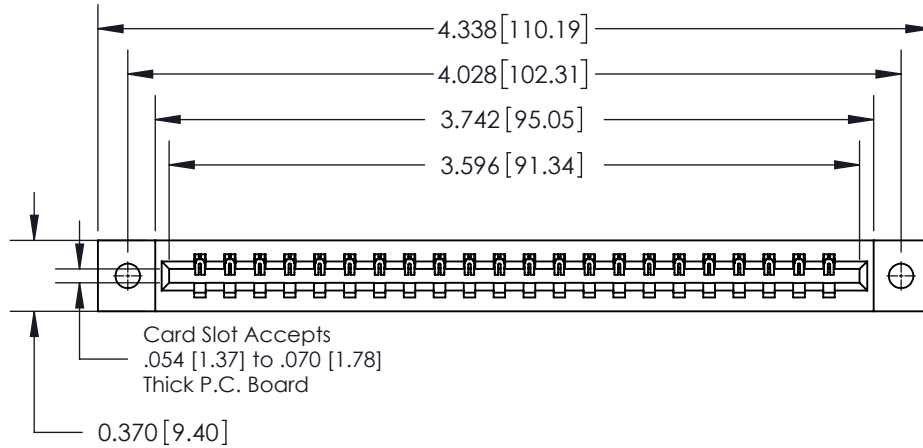 4.338 [110.19]
4.028 [102.31]
3.742 [95.05]
3.596 [91.34]
Card Slot Accepts
.054 [1.37] to .070 [1.78]
Thick P.C. Board
0.370 [9.40]